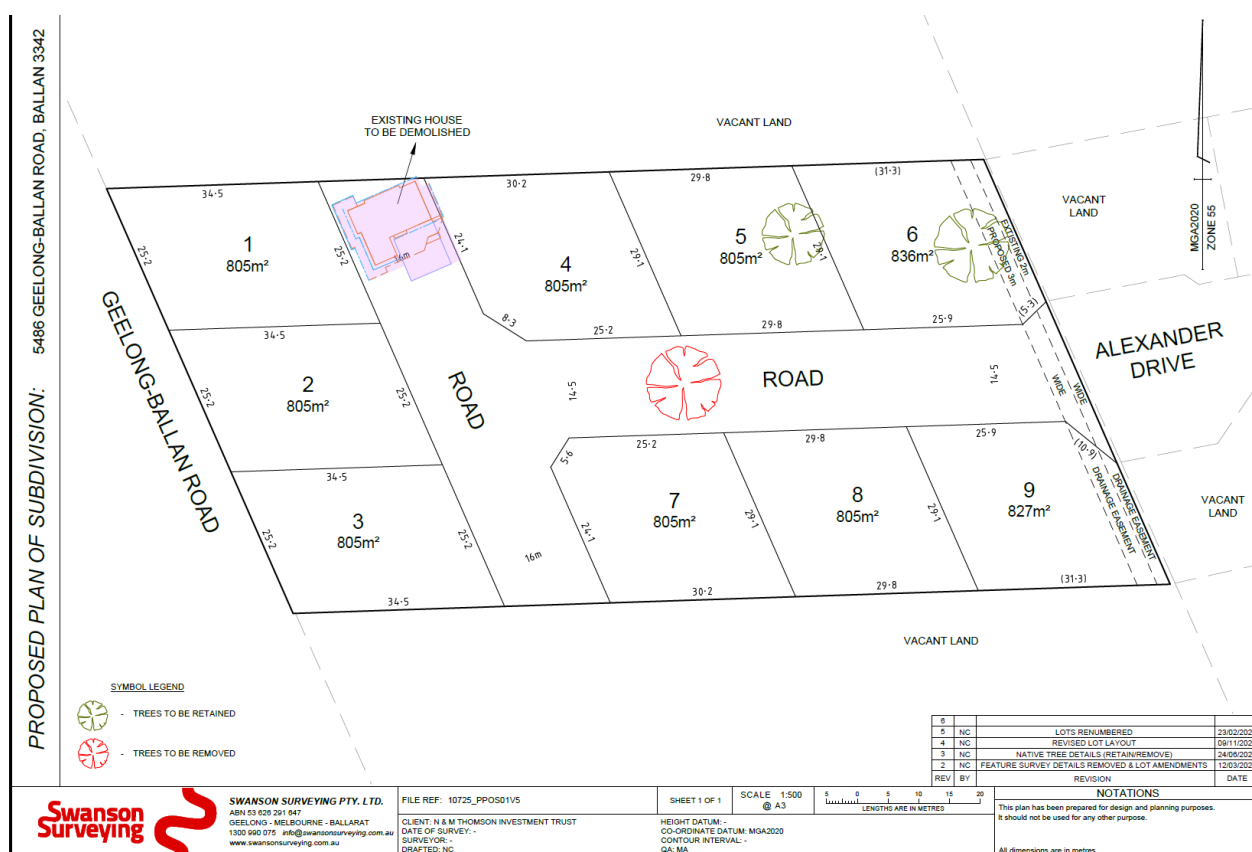 PROPOSED PLAN OF SUBDIVISION: 5486 GEELONG-BALLAN ROAD, BALLAN 3342
EXISTING HOUSE
TO BE DEMOLISHED
VACANT LAND
VACANT
LAND
MGA2020
ZONE 55
34·5
30·2
29·8
(31·3)
25·2
1
805m²
25·2
16m
24·1
4
805m²
29·1
5
805m²
29·1
6
836m²
EXISTING 2m
PROPOSED 3m
8·3
25·2
29·8
25·9
(5·3)
34·5
GEELONG-BALLAN ROAD
25·2
2
805m²
25·2
ROAD
14·5
ROAD
14·5
WIDE
WIDE
ALEXANDER
DRIVE
34·5
5·6
25·2
29·8
25·9
(10·9)
25·2
3
805m²
25·2
16m
24·1
7
805m²
29·1
8
805m²
29·1
9
827m²
DRAINAGE EASEMENT
DRAINAGE EASEMENT
VACANT
LAND
34·5
30·2
29·8
(31·3)
VACANT LAND
SYMBOL LEGEND
- TREES TO BE RETAINED
- TREES TO BE REMOVED
6
5 NC LOTS RENUMBERED 23/02/202
4 NC REVISED LOT LAYOUT 09/11/202
3 NC NATIVE TREE DETAILS (RETAIN/REMOVE) 24/06/202
2 NC FEATURE SURVEY DETAILS REMOVED & LOT AMENDMENTS 12/03/202
REV BY REVISION DATE
Swanson
Surveying
SWANSON SURVEYING PTY. LTD.
ABN 53 626 291 647
GEELONG - MELBOURNE - BALLARAT
1300 990 075 info@swansonsurveying.com.au
www.swansonsurveying.com.au
FILE REF: 10725_PPOS01V5
CLIENT: N & M THOMSON INVESTMENT TRUST
DATE OF SURVEY: -
SURVEYOR: -
DRAFTED: NC
SHEET 1 OF 1
SCALE 1:500
@ A3
5 0 5 10 15 20
LENGTHS ARE IN METRES
HEIGHT DATUM: -
CO-ORDINATE DATUM: MGA2020
CONTOUR INTERVAL: -
QA: MA
NOTATIONS
This plan has been prepared for design and planning purposes.
It should not be used for any other purpose.
All dimensions are in metres